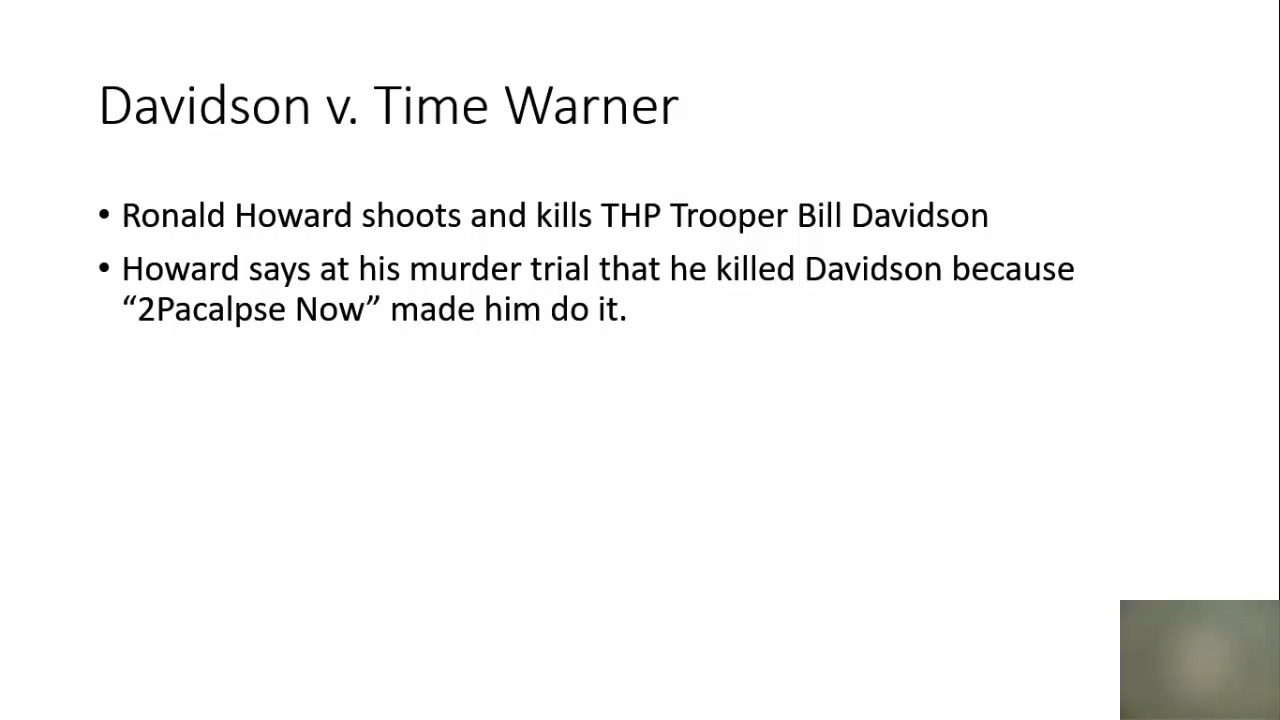 Davidson v. Time Warner
• Ronald Howard shoots and kills THP Trooper Bill Davidson
• Howard says at his murder trial that he killed Davidson because
“2Pacalpse Now” made him do it.